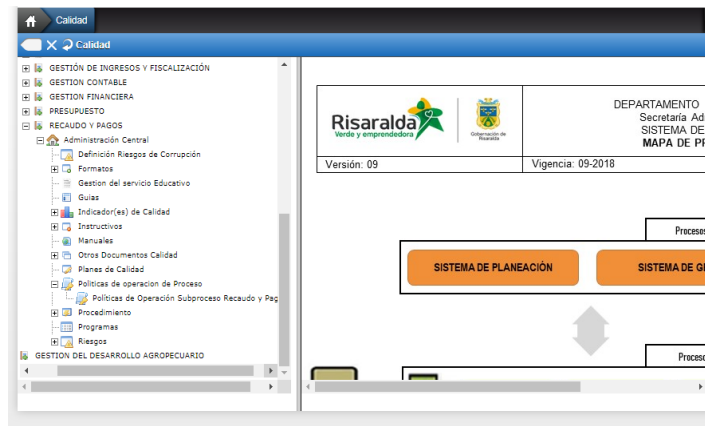 Calidad
Calidad
GESTIÓN DE INGRESOS Y FISCALIZACIÓN
GESTION CONTABLE
GESTION FINANCIERA
PRESUPUESTO
RECAUDO Y PAGOS
Administración Central
Definición Riesgos de Corrupción
Formatos
Gestion del servicio Educativo
Guias
Indicador(es) de Calidad
Instructivos
Manuales
Otros Documentos Calidad
Planes de Calidad
Politicas de operacion de Proceso
Políticas de Operación Subproceso Recaudo y Pag
Procedimiento
Programas
Riesgos
GESTION DEL DESARROLLO AGROPECUARIO
Risaralda
Verde y emprendedora
Gobernación de
Risaralda
DEPARTAMENTO
Secretaría Ad
SISTEMA DE
MAPA DE PR
Versión: 09
Vigencia: 09-2018
Procesos
SISTEMA DE PLANEACIÓN
SISTEMA DE GE
Proceso